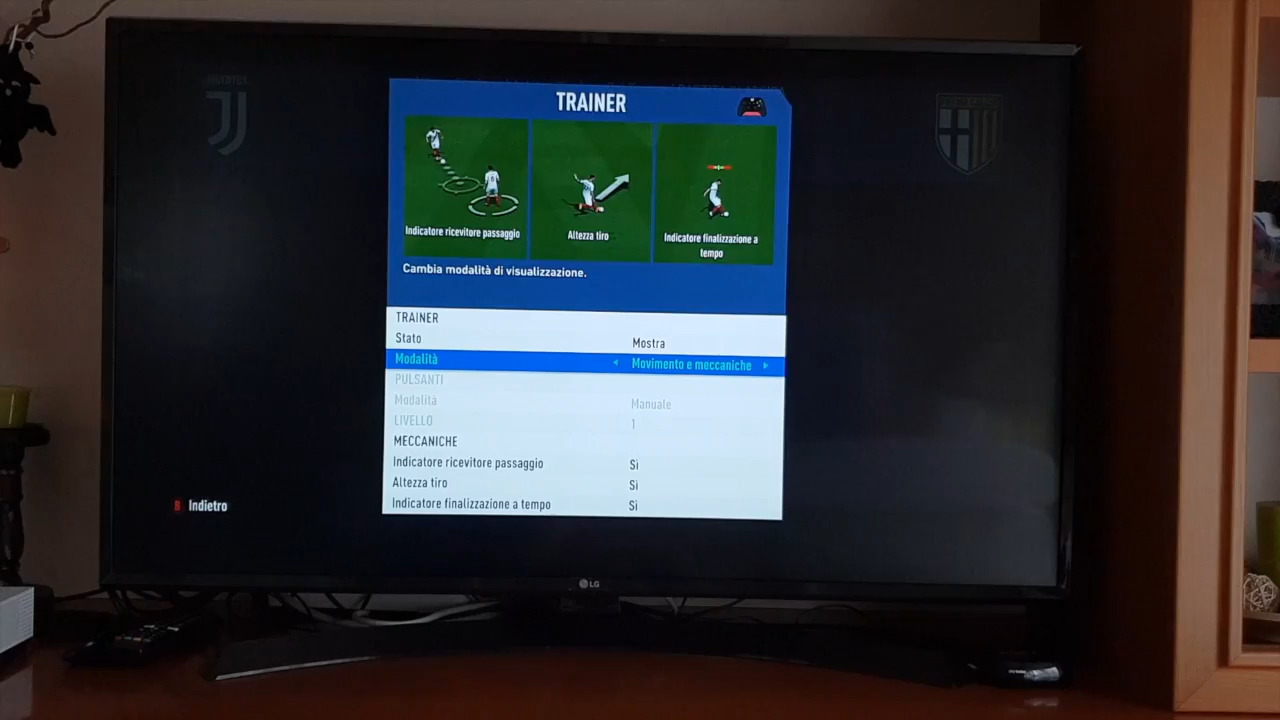 TRAINER
Indicatore ricevitore passaggio
Altezza tiro
Indicatore finalizzazione a
tempo
Cambia modalità di visualizzazione.
TRAINER
Stato Mostra
Modalità Movimento e meccaniche
PULSANTI
Modalità Manuale
LIVELLO 1
MECCANICHE
Indicatore ricevitore passaggio Sì
Altezza tiro Sì
Indicatore finalizzazione a tempo Sì
B Indietro
LG